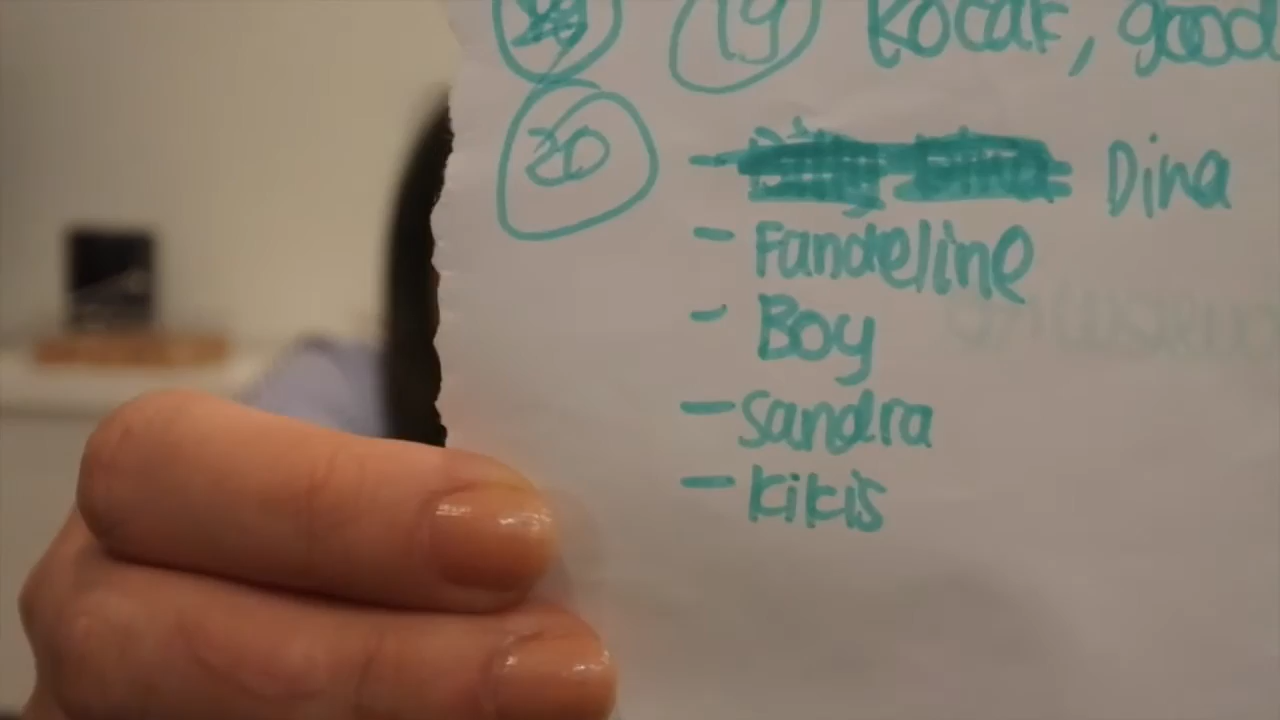 19 Kocak, good
20 - Dina
- Fandeline
- Boy
- Sandra
- kikis